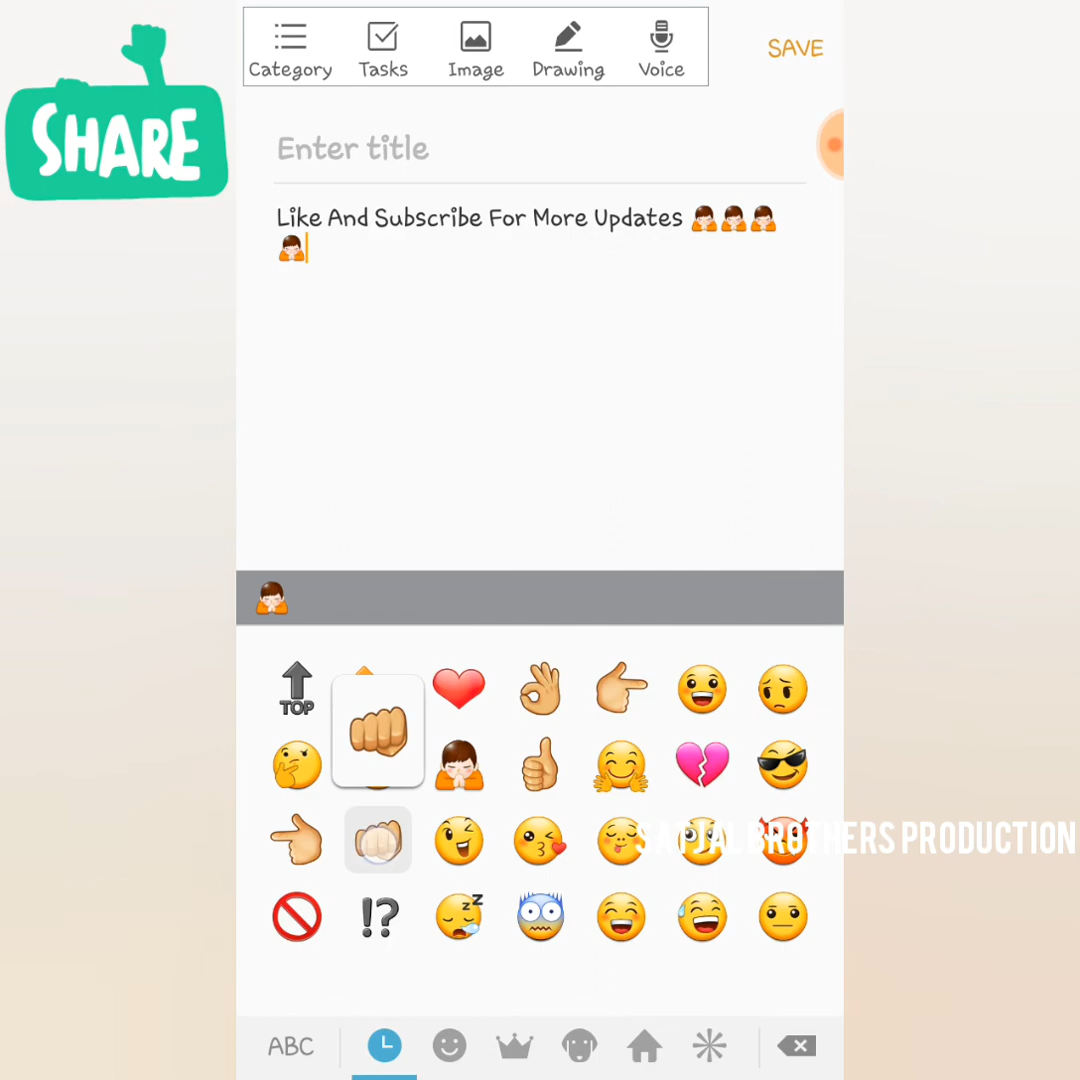 SHARE
Category Tasks Image Drawing Voice
SAVE
Enter title
Like And Subscribe For More Updates 🙏🙏🙏
🙏
TOP
SATJAL BROTHERS PRODUCTION
!?
z z
ABC